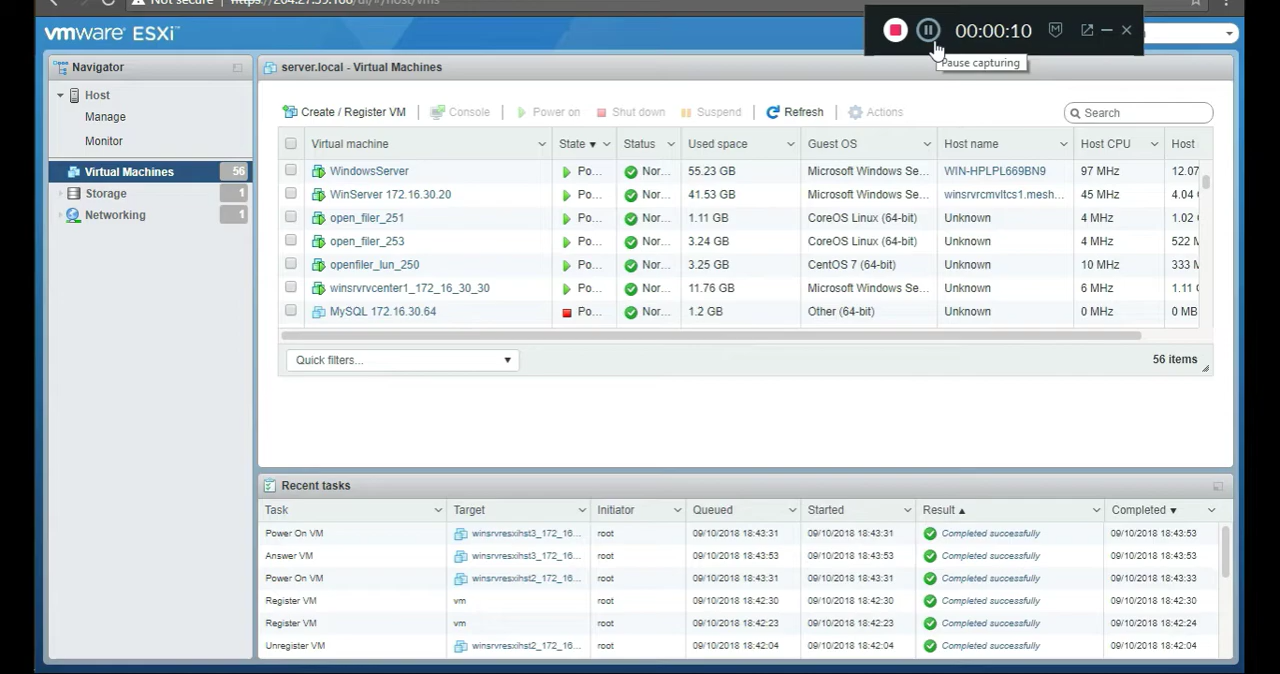 Not secure https://204.27.59.166/ui/#/host/vms
vmware ESXi™
00:00:10
Pause capturing
Navigator
Host
Manage
Monitor
Virtual Machines 56
Storage 1
Networking 1
server.local - Virtual Machines
Create / Register VM Console Power on Shut down Suspend Refresh Actions Search
Virtual machine State Status Used space Guest OS Host name Host CPU Host
WindowsServer Po... Nor... 55.23 GB Microsoft Windows Se... WIN-HPLPL669BN9 97 MHz 12.07
WinServer 172.16.30.20 Po... Nor... 41.53 GB Microsoft Windows Se... winsrvrcmvltcs1.mesh... 45 MHz 4.04
open_filer_251 Po... Nor... 1.11 GB CoreOS Linux (64-bit) Unknown 4 MHz 1.02
open_filer_253 Po... Nor... 3.24 GB CoreOS Linux (64-bit) Unknown 4 MHz 522 M
openfiler_lun_250 Po... Nor... 3.25 GB CentOS 7 (64-bit) Unknown 10 MHz 333 M
winsrvrvcenter1_172_16_30_30 Po... Nor... 11.76 GB Microsoft Windows Se... Unknown 6 MHz 1.11
MySQL 172.16.30.64 Po... Nor... 1.2 GB Other (64-bit) Unknown 0 MHz 0 MB
Quick filters... 56 items
Recent tasks
Task Target Initiator Queued Started Result Completed
Power On VM winsrvresxihst3_172_16... root 09/10/2018 18:43:31 09/10/2018 18:43:31 Completed successfully 09/10/2018 18:43:53
Answer VM winsrvresxihst3_172_16... root 09/10/2018 18:43:53 09/10/2018 18:43:53 Completed successfully 09/10/2018 18:43:53
Power On VM winsrvresxihst2_172_16... root 09/10/2018 18:43:31 09/10/2018 18:43:31 Completed successfully 09/10/2018 18:43:33
Register VM vm root 09/10/2018 18:42:30 09/10/2018 18:42:30 Completed successfully 09/10/2018 18:42:30
Register VM vm root 09/10/2018 18:42:23 09/10/2018 18:42:23 Completed successfully 09/10/2018 18:42:24
Unregister VM winsrvresxihst2_172_16... root 09/10/2018 18:42:04 09/10/2018 18:42:04 Completed successfully 09/10/2018 18:42:04